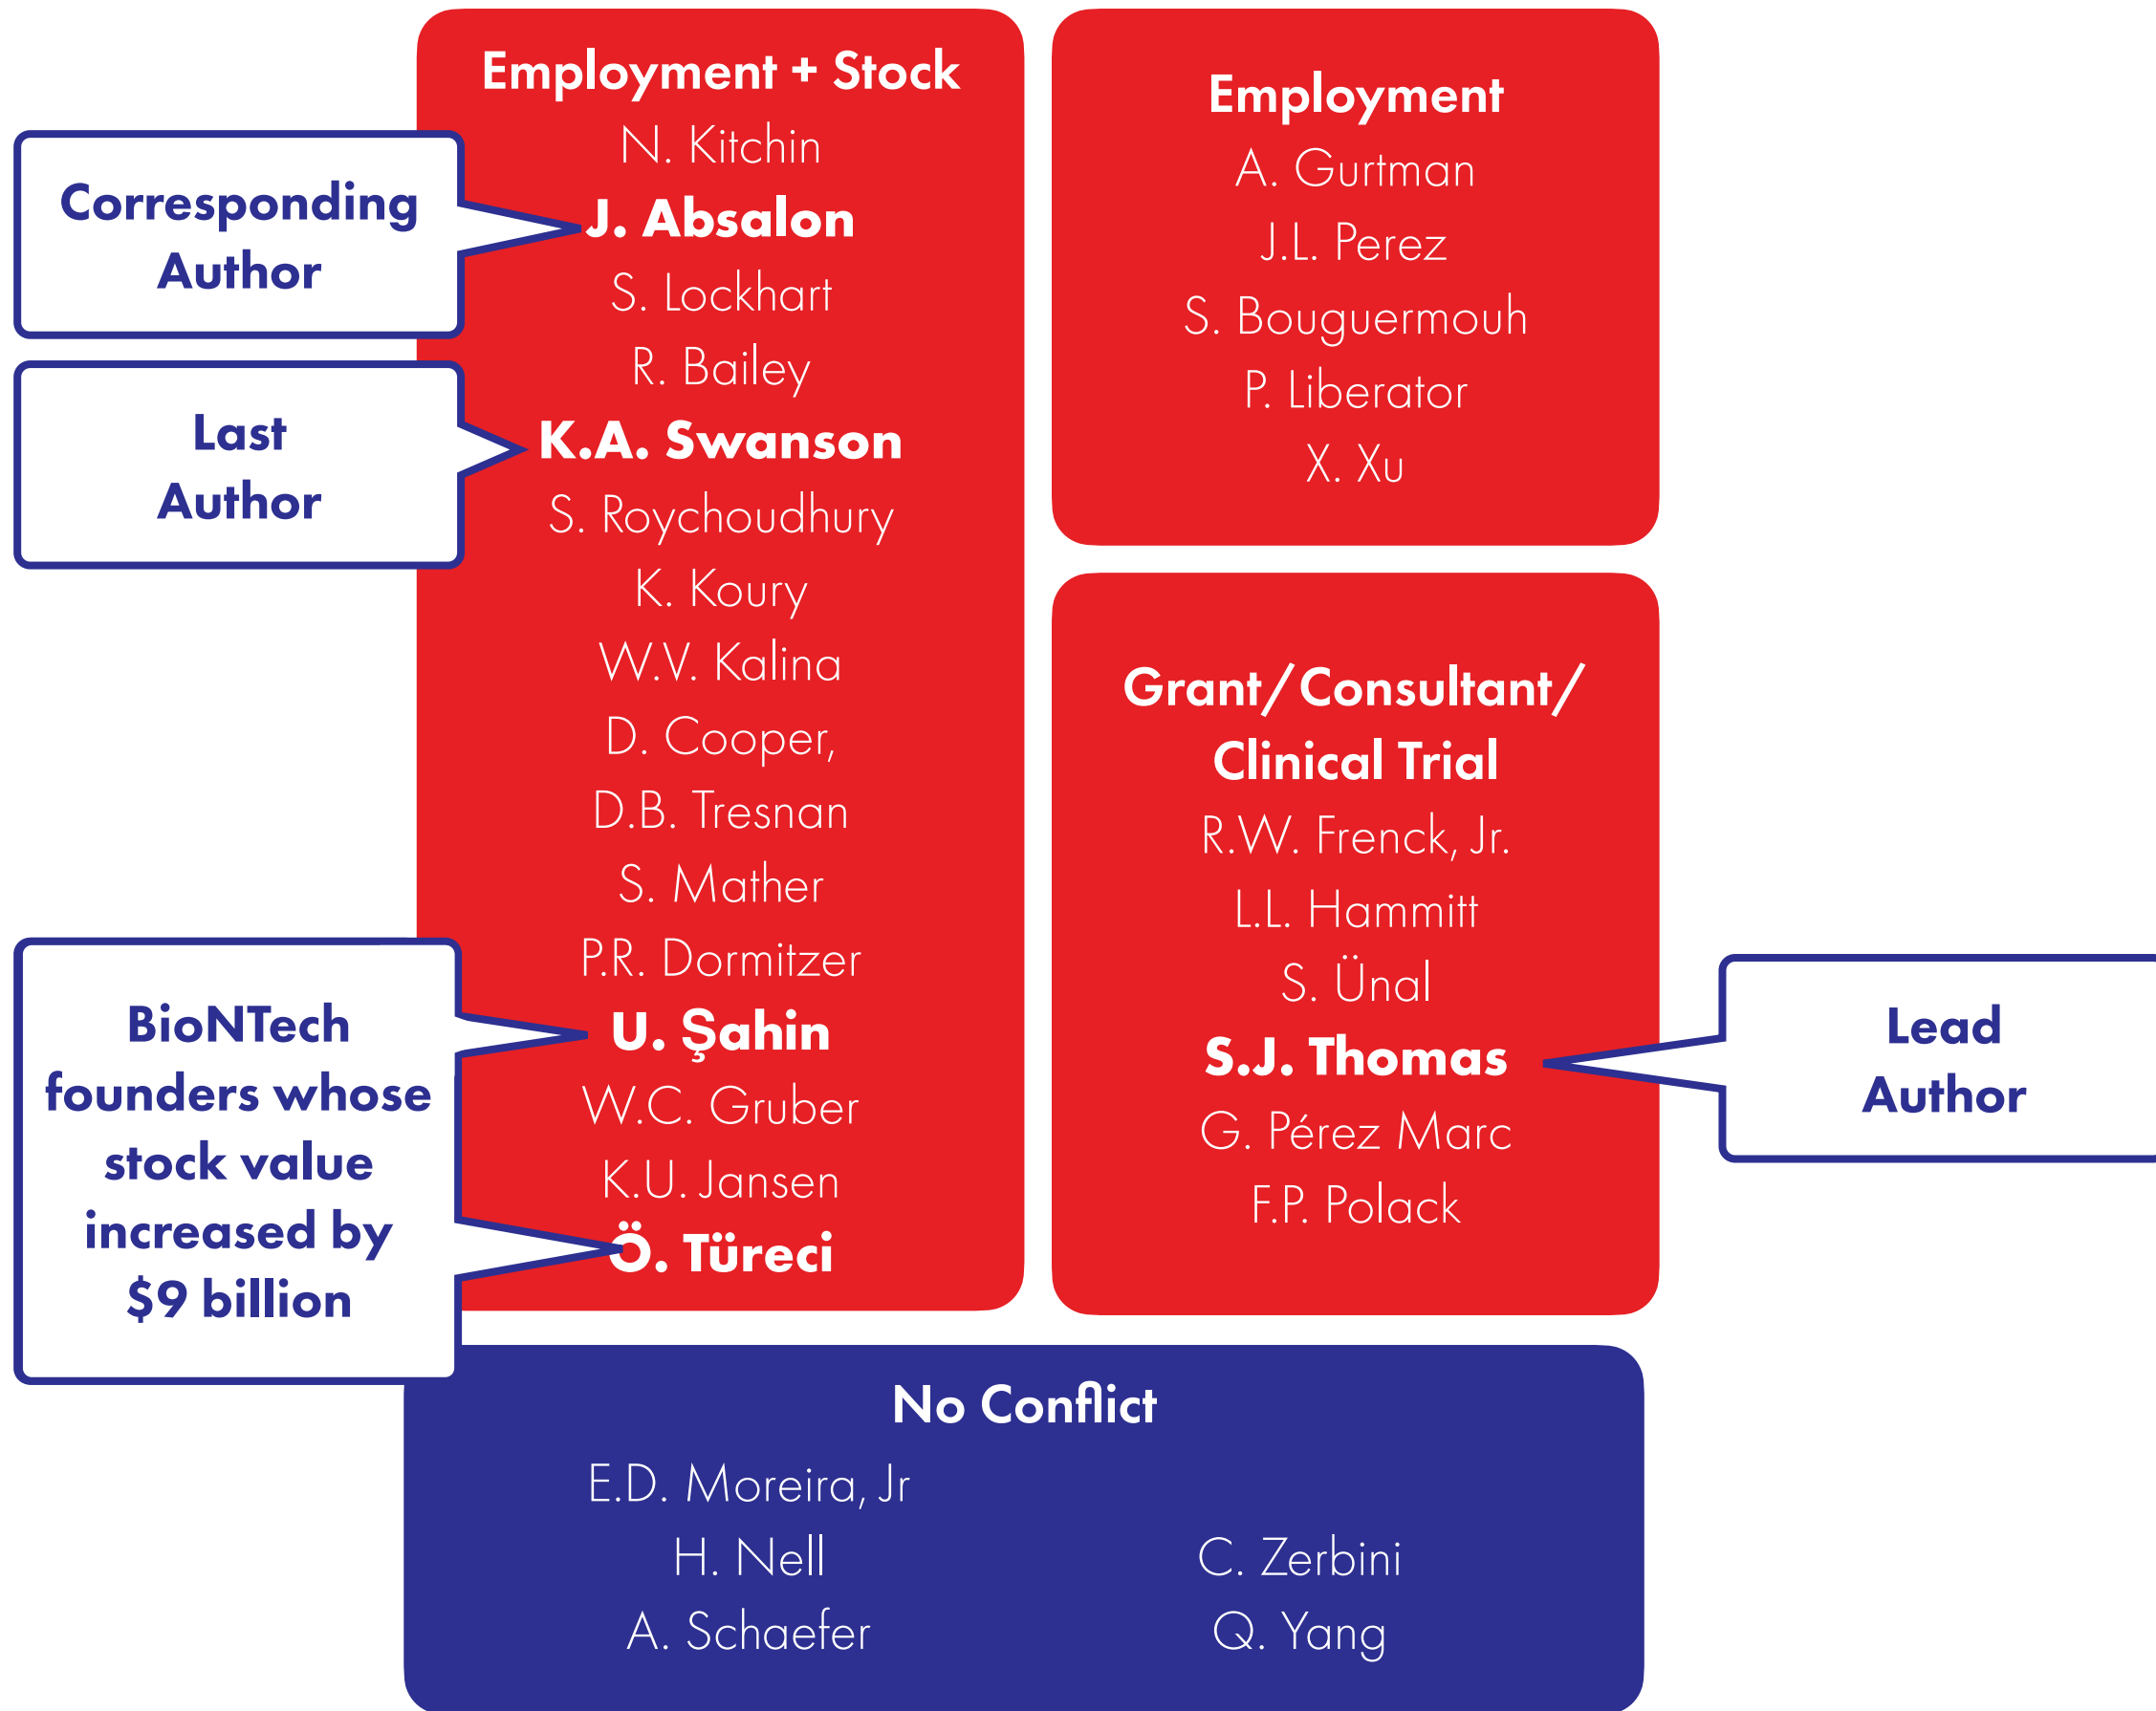 Employment + Stock
N. Kitchin
J. Absalon
S. Lockhart
R. Bailey
K.A. Swanson
S. Roychoudhury
K. Koury
W.V. Kalina
D. Cooper,
D.B. Tresnan
S. Mather
P.R. Dormitzer
U. Şahin
W.C. Gruber
K.U. Jansen
Ö. Türeci
Corresponding
Author
Last
Author
BioNTech
founders whose
stock value
increased by
$9 billion
Employment
A. Gurtman
J.L. Perez
S. Bouguermouh
P. Liberator
X. Xu
Grant/Consultant/
Clinical Trial
R.W. Frenck, Jr.
L.L. Hammitt
S. Ünal
S.J. Thomas
G. Pérez Marc
F.P. Polack
Lead
Author
No Conflict
E.D. Moreira, Jr
H. Nell
A. Schaefer
C. Zerbini
Q. Yang